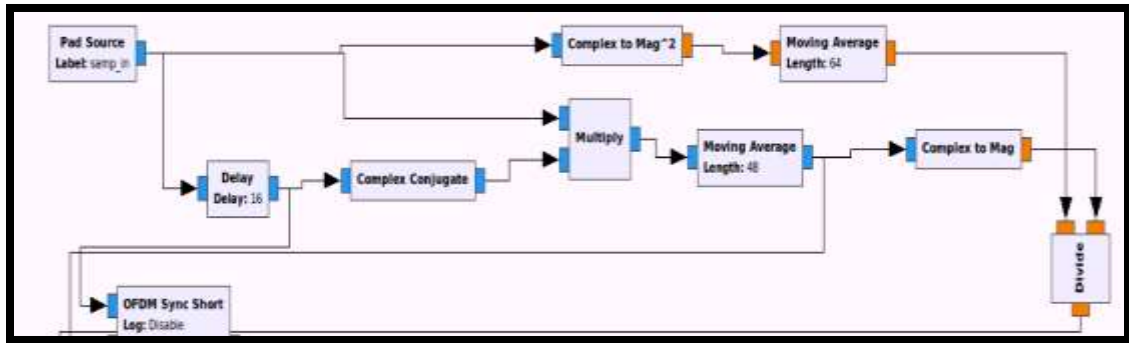 Pad Source
Label: samp_in
Complex to Mag^2
Moving Average
Length: 64
Multiply
Moving Average
Length: 48
Complex to Mag
Delay
Delay: 16
Complex Conjugate
Divide
OFDM Sync Short
Log: Disable